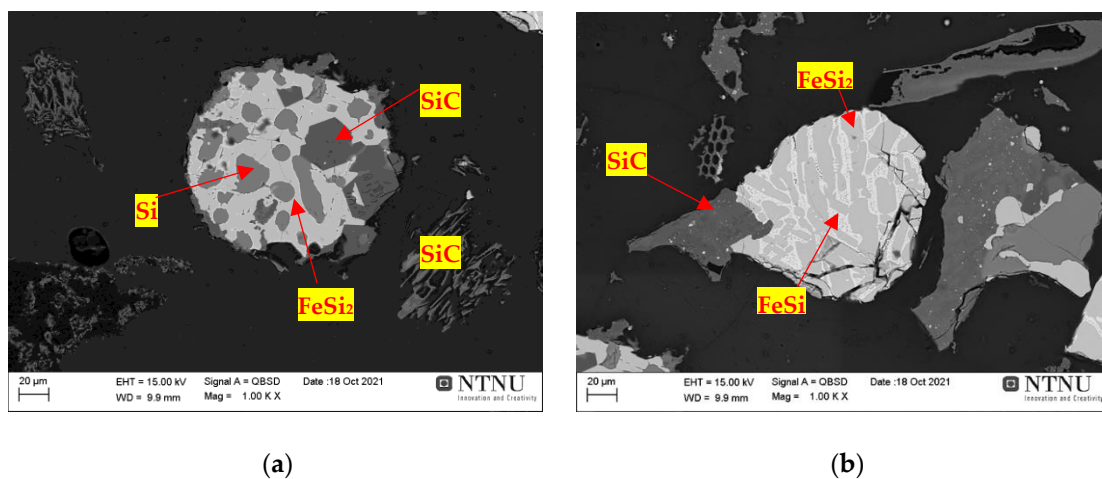 SiC
Si
SiC
FeSi₂
20 µm
EHT = 15.00 kV
WD = 9.9 mm
Signal A = QBSD
Mag = 1.00 K X
Date :18 Oct 2021
NTNU
Innovation and Creativity
(a)
FeSi₂
SiC
FeSi
20 µm
EHT = 15.00 kV
WD = 9.9 mm
Signal A = QBSD
Mag = 1.00 K X
Date :18 Oct 2021
NTNU
Innovation and Creativity
(b)